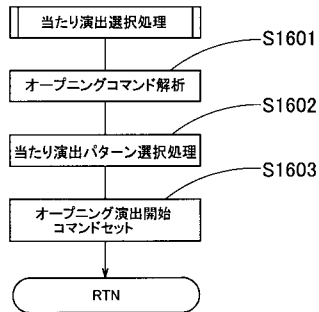 当たり演出選択処理
S1601
オープニングコマンド解析
S1602
当たり演出パターン選択処理
S1603
オープニング演出開始
コマンドセット
RTN